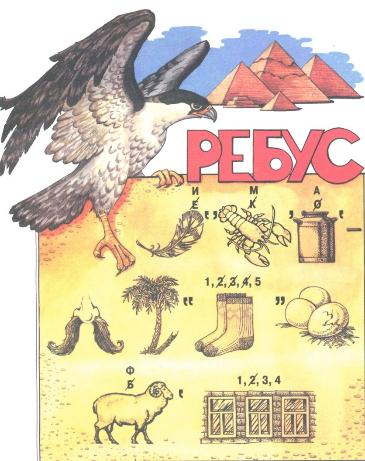 РЕБУС
И М А
Е ‘ ’ К , О ‘ –
1, 2, 3, 4, 5
“ ”
Ф
Б ‘
1, 2, 3, 4